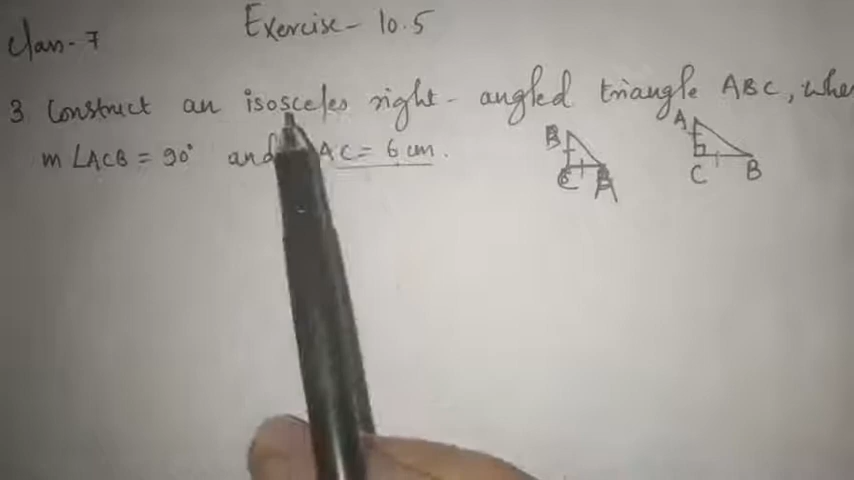 Class-7
Exercise- 10.5
3 Construct an isosceles right-angled triangle ABC, whe
m∠ACB = 90° and AC = 6 cm.
B
C A
A
C B